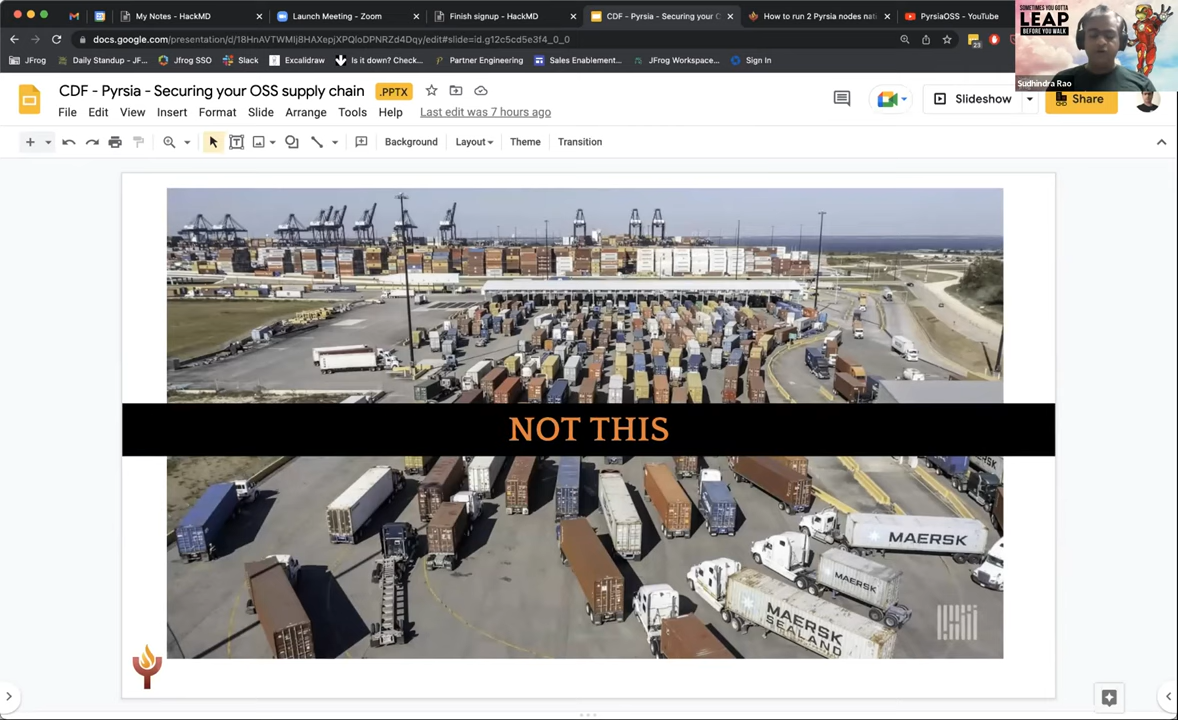 My Notes - HackMD
Launch Meeting - Zoom
Finish signup - HackMD
CDF - Pyrsia - Securing your C
How to run 2 Pyrsia nodes nat
PyrsiaOSS - YouTube
docs.google.com/presentation/d/18HnAVTWMIj8HAXepjXPQloDPNRZd4Dqy/edit#slide=id.g12c5cd5e3f4_0_0
23
JFrog
Daily Standup - JF...
Jfrog SSO
Slack
Excalidraw
Is it down? Check...
Partner Engineering
Sales Enablement...
JFrog Workspace...
Sign In
SOMETIMES YOU GOTTA
LEAP
BEFORE YOU WALK
Sudhindra Rao
CDF - Pyrsia - Securing your OSS supply chain
.PPTX
Slideshow
Share
File
Edit
View
Insert
Format
Slide
Arrange
Tools
Help
Last edit was 7 hours ago
Background
Layout
Theme
Transition
NOT THIS
MAERSK
MAERSK
MAERSK
SEALAND